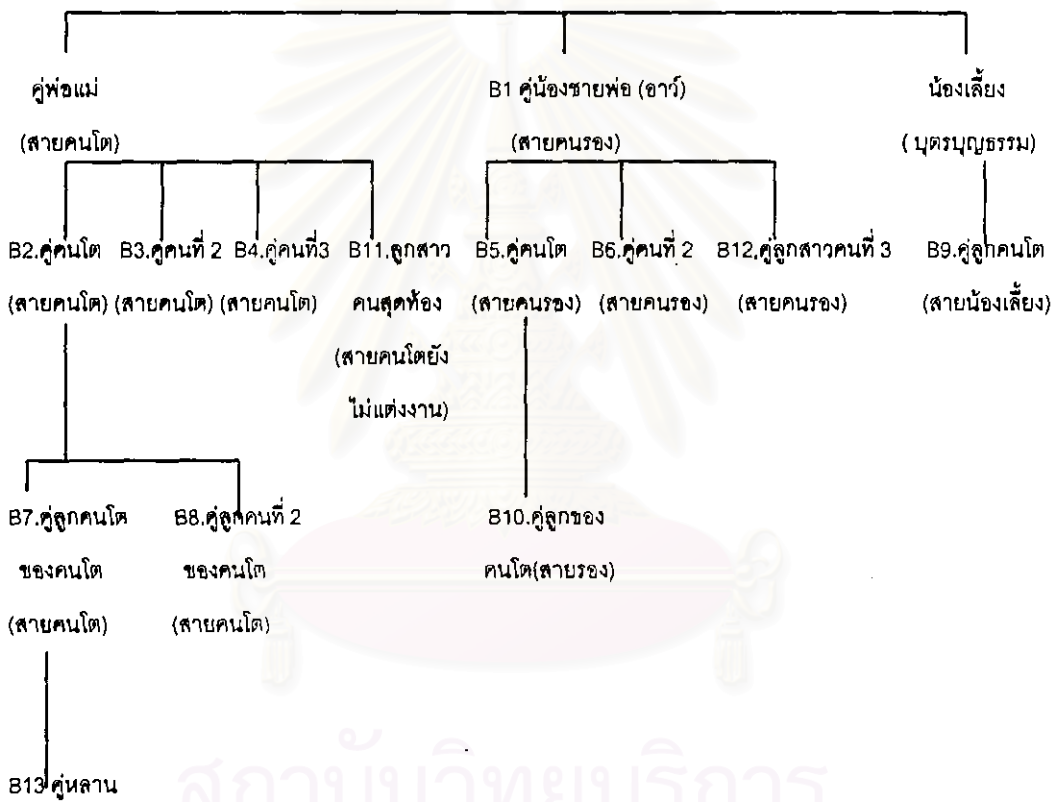 คู่พ่อแม่ B1 คู่น้องชายพ่อ (อาว์) น้องเลี้ยง
(สายคนโต) (สายคนรอง) ( บุตรบุญธรรม)
B2.คู่คนโต B3.คู่คนที่ 2 B4.คู่คนที่3 B11.ลูกสาว B5.คู่คนโต B6.คู่คนที่ 2 B12.คู่ลูกสาวคนที่ 3 B9.คู่ลูกคนโต
(สายคนโต) (สายคนโต) (สายคนโต) คนสุดท้อง (สายคนรอง) (สายคนรอง) (สายคนรอง) (สายน้องเลี้ยง)
(สายคนโตยัง
ไม่แต่งงาน)
B7.คู่ลูกคนโต B8.คู่ลูกคนที่ 2 B10.คู่ลูกของ
ของคนโต ของคนโต คนโต(สายรอง)
(สายคนโต) (สายคนโต)
B13 คู่หลาน
สถาบันวิทยบริการ